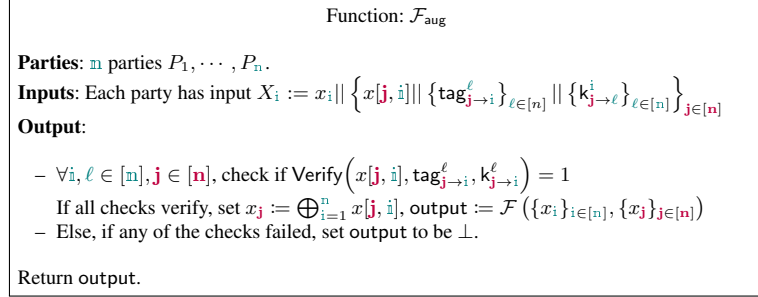 Function: ℱ_aug
Parties: 𝕟 parties P_1, ⋯ , P_𝕟.
Inputs: Each party has input X_𝕚 := x_𝕚|| { x[𝐣, 𝕚]|| {tag^ℓ_{𝐣→𝕚}}_{ℓ∈[n]} || {k^𝕚_{𝐣→ℓ}}_{ℓ∈[𝕟]} }_{𝐣∈[𝐧]}
Output:
– ∀𝕚, ℓ ∈ [𝕟], 𝐣 ∈ [𝐧], check if Verify(x[𝐣, 𝕚], tag^ℓ_{𝐣→𝕚}, k^ℓ_{𝐣→𝕚}) = 1
If all checks verify, set x_𝐣 := ⨁^𝕟_{𝕚=1} x[𝐣, 𝕚], output := ℱ ({x_𝕚}_{𝕚∈[𝕟]}, {x_𝐣}_{𝐣∈[𝐧]})
– Else, if any of the checks failed, set output to be ⊥.
Return output.